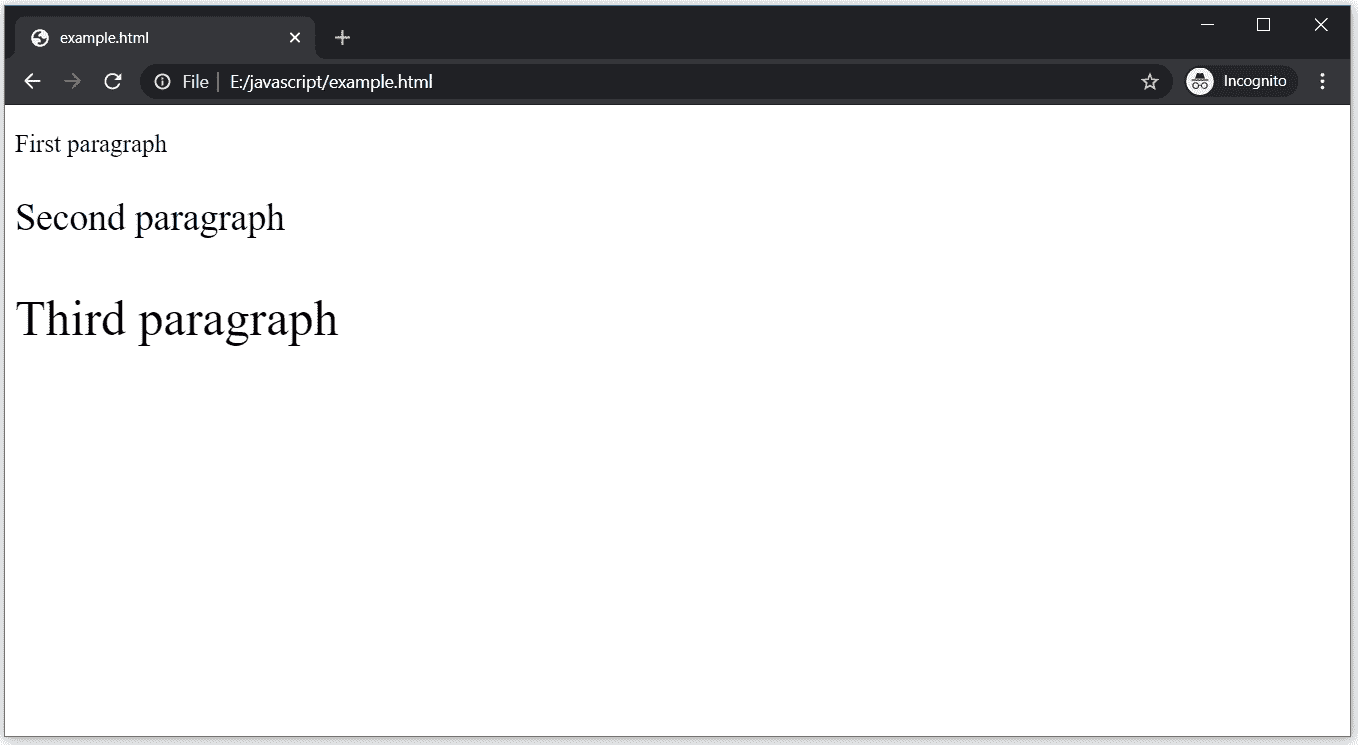 example.html
File | E:/javascript/example.html
Incognito
First paragraph
Second paragraph
Third paragraph